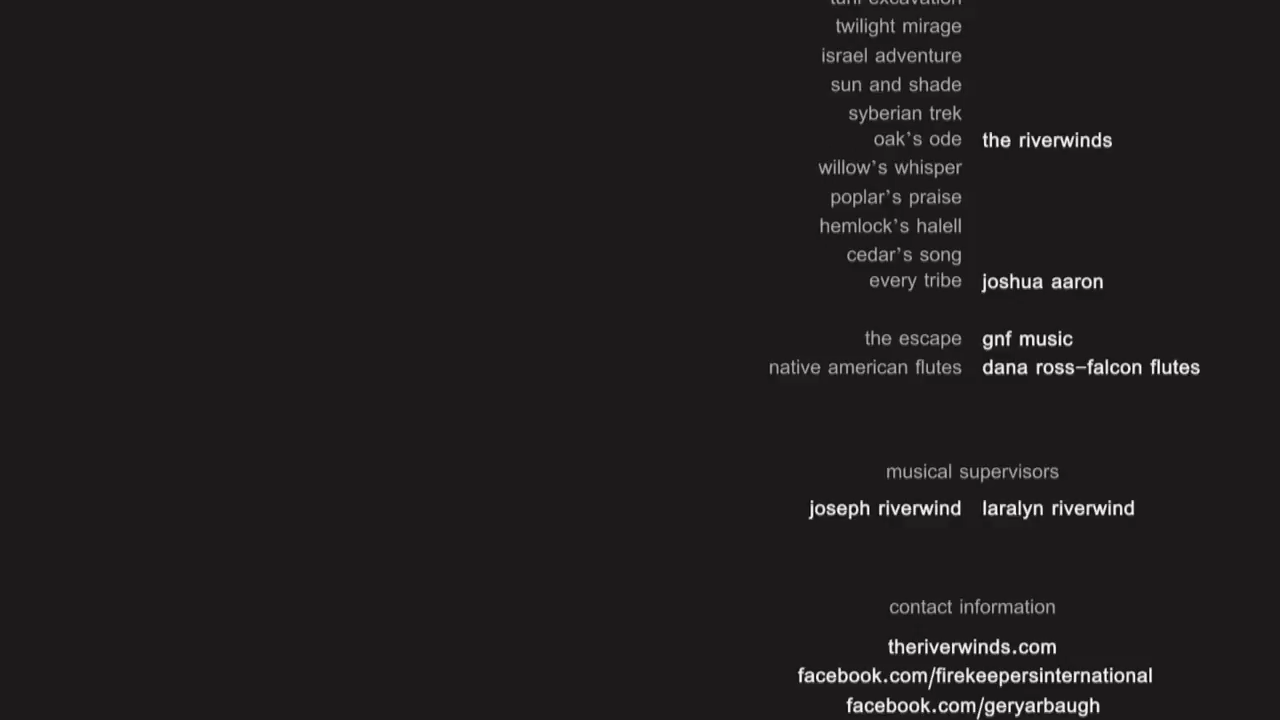 twilight mirage
israel adventure
sun and shade
syberian trek
oak's ode the riverwinds
willow's whisper
poplar's praise
hemlock's halell
cedar's song
every tribe joshua aaron
the escape gnf music
native american flutes dana ross-falcon flutes
musical supervisors
joseph riverwind laralyn riverwind
contact information
theriverwinds.com
facebook.com/firekeepersinternational
facebook.com/geryarbaugh